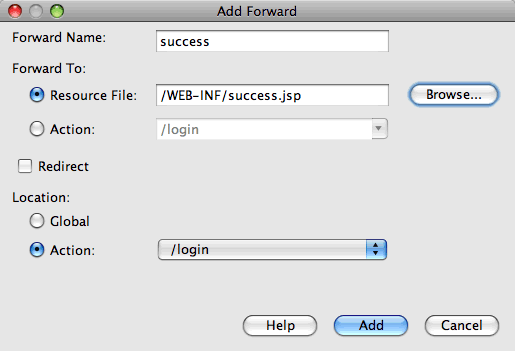 Add Forward
Forward Name: success
Forward To:
Resource File: /WEB-INF/success.jsp Browse...
Action: /login
Redirect
Location:
Global
Action: /login
Help Add Cancel